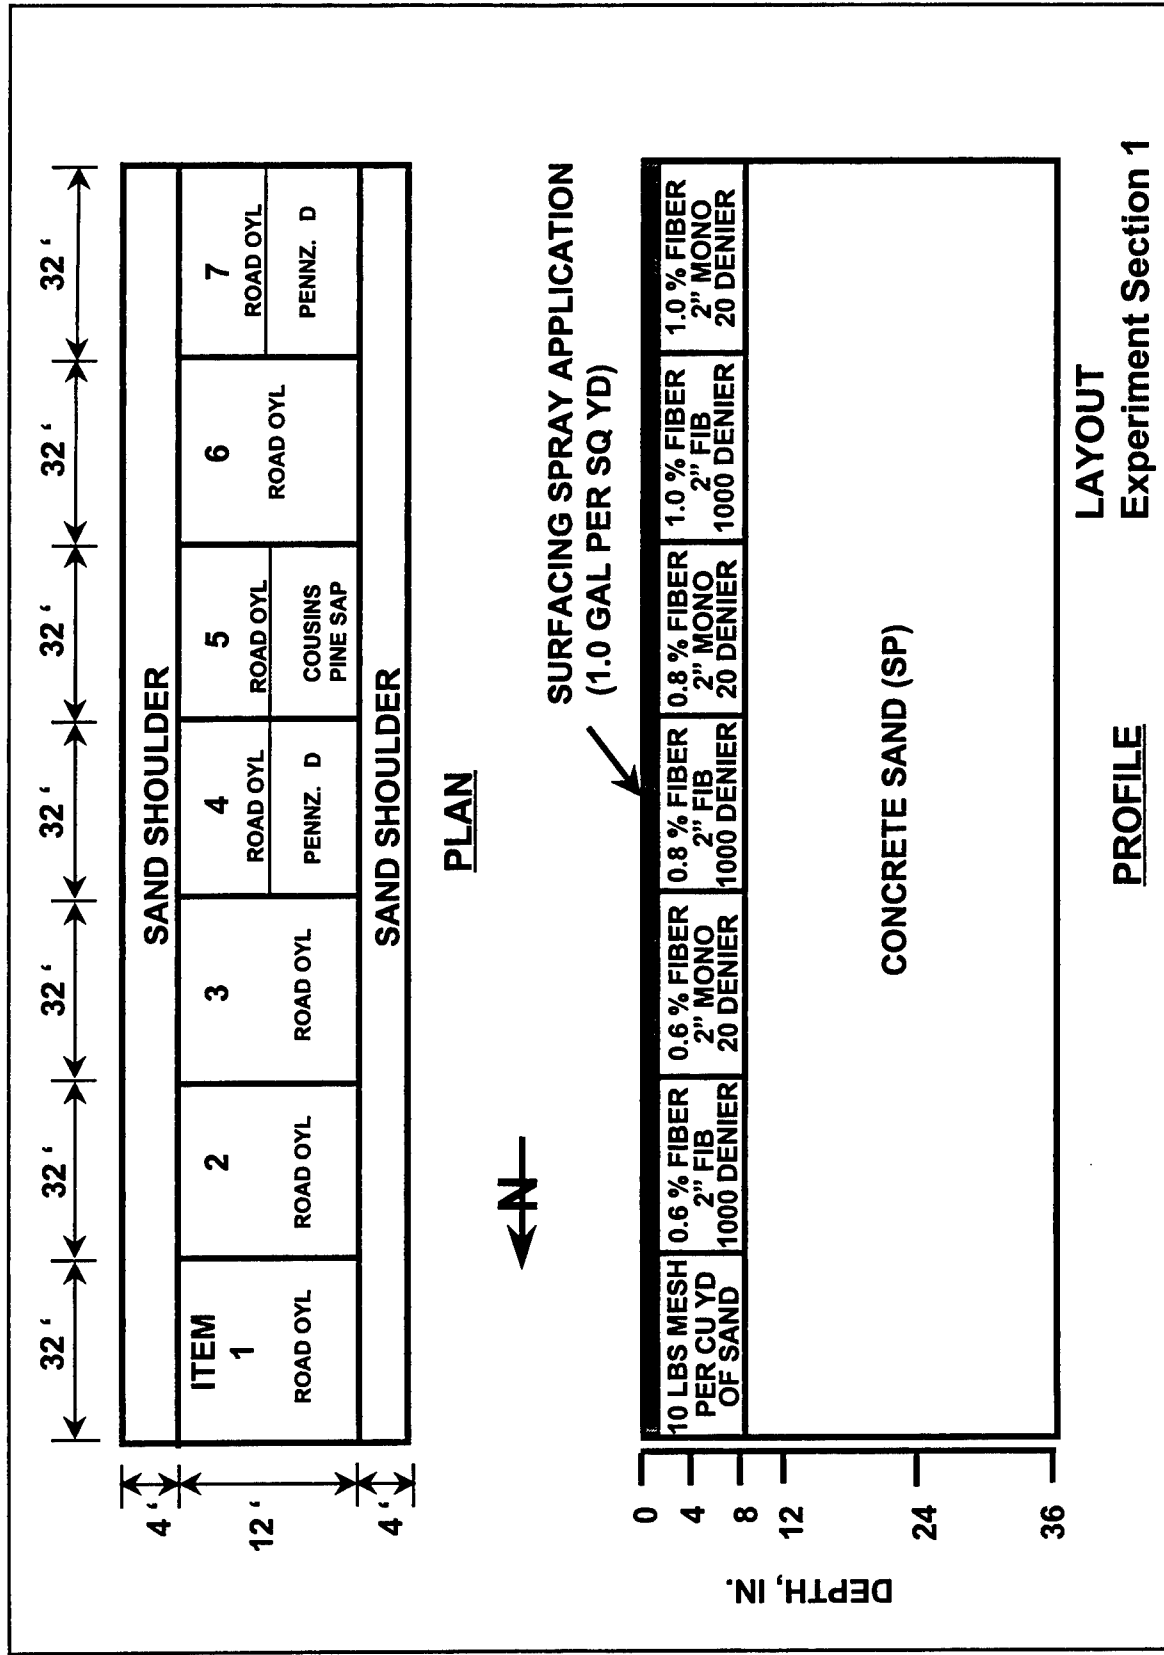 32 ' 32 ' 32 ' 32 ' 32 ' 32 ' 32 '
4 '
12 '
4 '
SAND SHOULDER
ITEM
1
ROAD OYL
2
ROAD OYL
3
ROAD OYL
4
ROAD OYL
PENNZ. D
5
ROAD OYL
COUSINS
PINE SAP
6
ROAD OYL
7
ROAD OYL
PENNZ. D
SAND SHOULDER
PLAN
N
SURFACING SPRAY APPLICATION
(1.0 GAL PER SQ YD)
DEPTH, IN.
0
4
8
12
24
36
10 LBS MESH
PER CU YD
OF SAND
0.6 % FIBER
2” FIB
1000 DENIER
0.6 % FIBER
2” MONO
20 DENIER
0.8 % FIBER
2” FIB
1000 DENIER
0.8 % FIBER
2” MONO
20 DENIER
1.0 % FIBER
2” FIB
1000 DENIER
1.0 % FIBER
2” MONO
20 DENIER
CONCRETE SAND (SP)
PROFILE
LAYOUT
Experiment Section 1